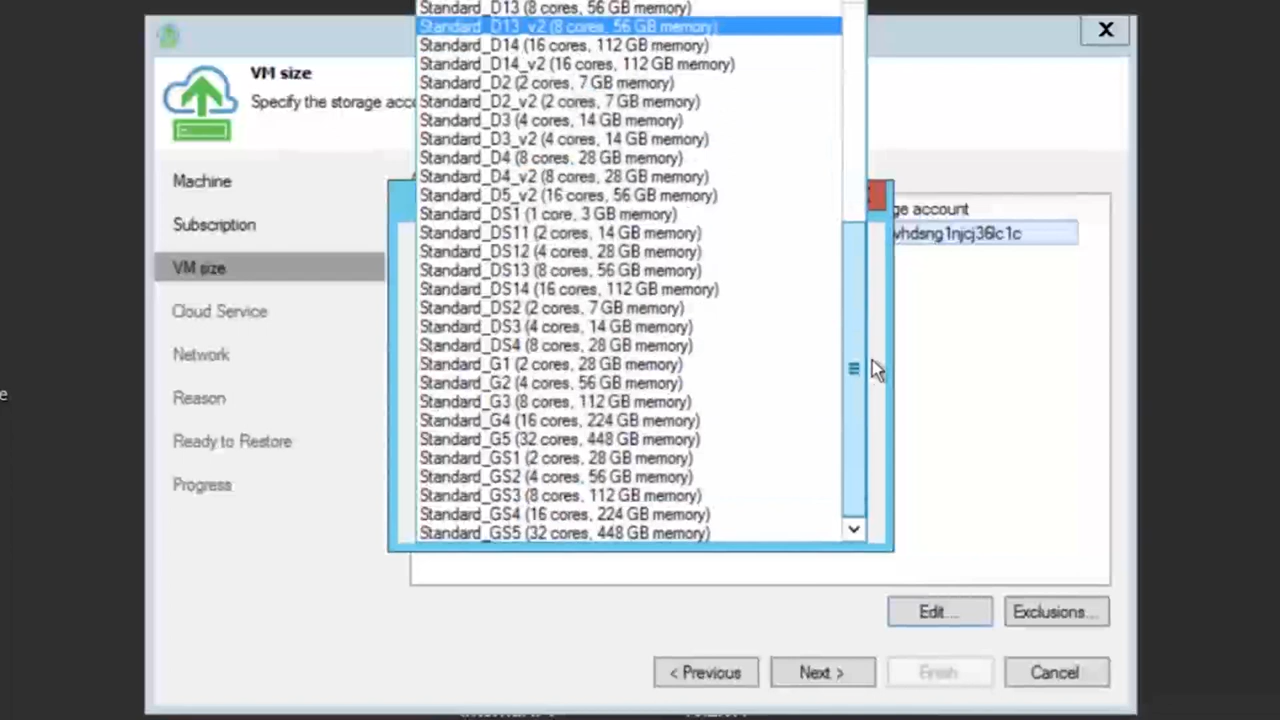 Standard_D13 (8 cores, 56 GB memory)
Standard_D13_v2 (8 cores, 56 GB memory)
Standard_D14 (16 cores, 112 GB memory)
Standard_D14_v2 (16 cores, 112 GB memory)
Standard_D2 (2 cores, 7 GB memory)
Standard_D2_v2 (2 cores, 7 GB memory)
Standard_D3 (4 cores, 14 GB memory)
Standard_D3_v2 (4 cores, 14 GB memory)
Standard_D4 (8 cores, 28 GB memory)
Standard_D4_v2 (8 cores, 28 GB memory)
Standard_D5_v2 (16 cores, 56 GB memory)
Standard_DS1 (1 core, 3 GB memory)
Standard_DS11 (2 cores, 14 GB memory)
Standard_DS12 (4 cores, 28 GB memory)
Standard_DS13 (8 cores, 56 GB memory)
Standard_DS14 (16 cores, 112 GB memory)
Standard_DS2 (2 cores, 7 GB memory)
Standard_DS3 (4 cores, 14 GB memory)
Standard_DS4 (8 cores, 28 GB memory)
Standard_G1 (2 cores, 28 GB memory)
Standard_G2 (4 cores, 56 GB memory)
Standard_G3 (8 cores, 112 GB memory)
Standard_G4 (16 cores, 224 GB memory)
Standard_G5 (32 cores, 448 GB memory)
Standard_GS1 (2 cores, 28 GB memory)
Standard_GS2 (4 cores, 56 GB memory)
Standard_GS3 (8 cores, 112 GB memory)
Standard_GS4 (16 cores, 224 GB memory)
Standard_GS5 (32 cores, 448 GB memory)
VM size
Specify the storage acc
Machine
Subscription
VM size
Cloud Service
Network
Reason
Ready to Restore
Progress
ge account
Edit...
Exclusions...
< Previous
Next >
Finish
Cancel